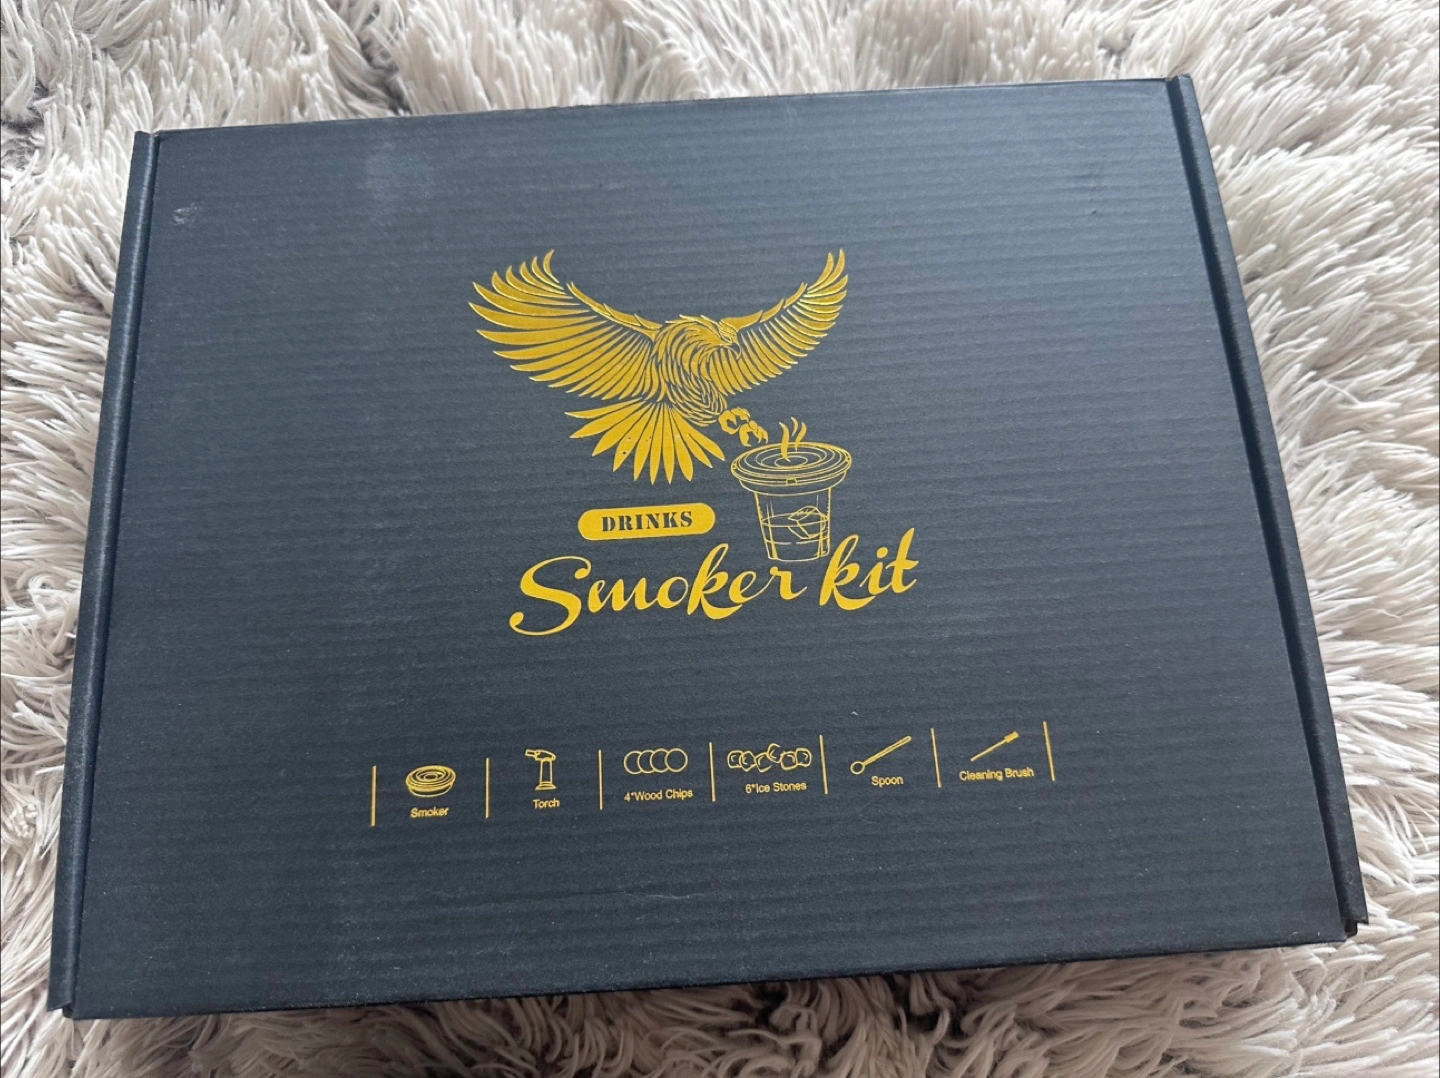 DRINKS
Smoker kit
Smoker
Torch
4*Wood Chips
6*Ice Stones
Spoon
Cleaning Brush